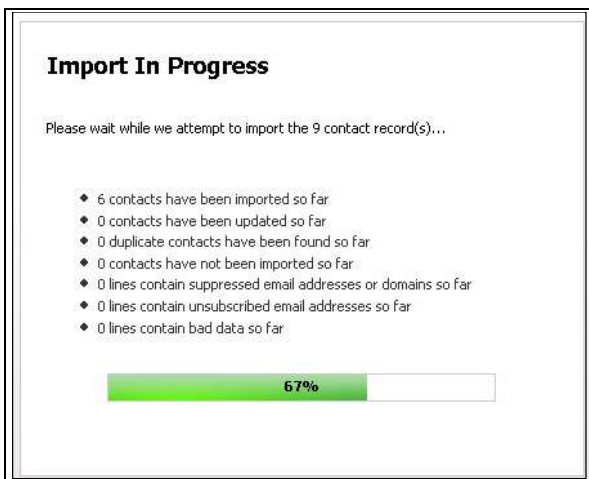 Import In Progress
Please wait while we attempt to import the 9 contact record(s)...
6 contacts have been imported so far
0 contacts have been updated so far
0 duplicate contacts have been found so far
0 contacts have not been imported so far
0 lines contain suppressed email addresses or domains so far
0 lines contain unsubscribed email addresses so far
0 lines contain bad data so far
67%